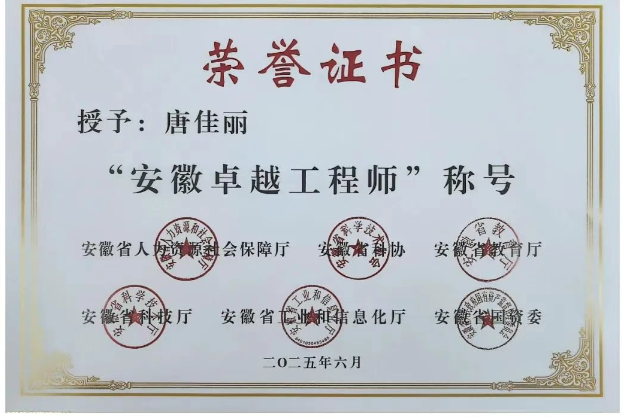 荣誉证书
授予：唐佳丽
“安徽卓越工程师”称号
安徽省人力资源和社会保障厅 安徽省科协 安徽省教育厅
安徽省科技厅 安徽省工业和信息化厅 安徽省国资委
二〇二五年六月